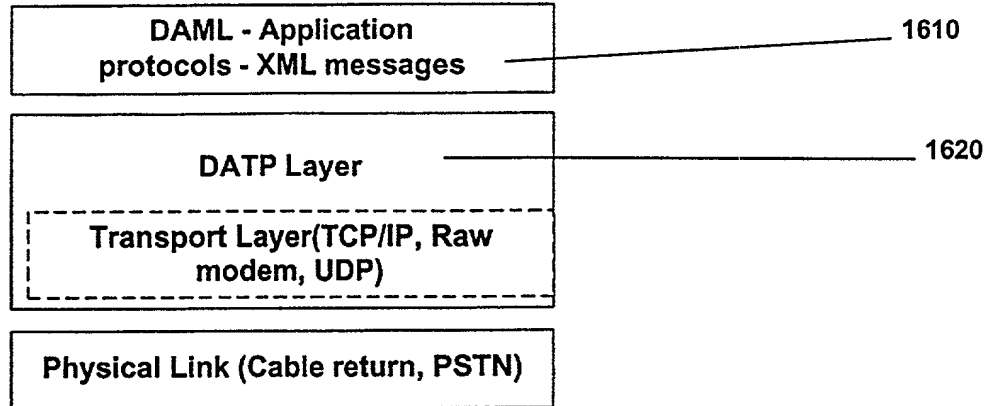 DAML - Application
protocols - XML messages
1610
DATP Layer
1620
Transport Layer(TCP/IP, Raw
modem, UDP)
Physical Link (Cable return, PSTN)